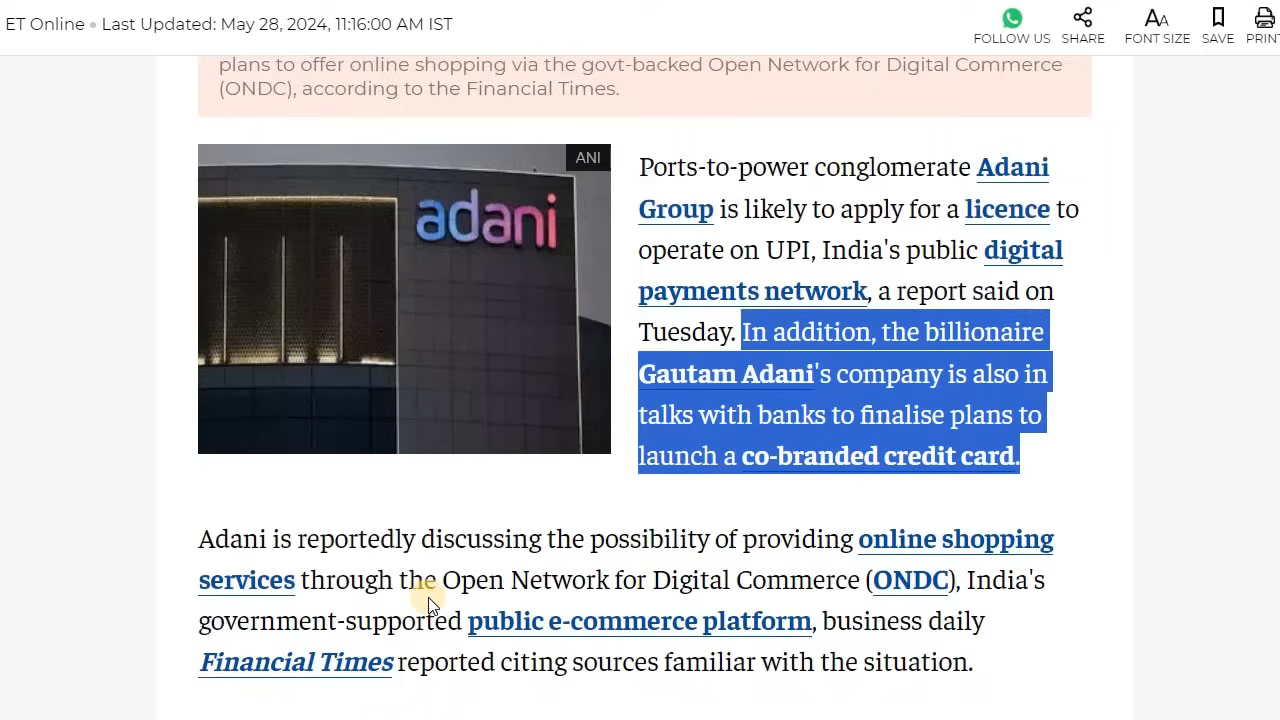 ET Online • Last Updated: May 28, 2024, 11:16:00 AM IST
FOLLOW US
SHARE
FONT SIZE
SAVE
PRINT
plans to offer online shopping via the govt-backed Open Network for Digital Commerce
(ONDC), according to the Financial Times.
ANI
adani
Ports-to-power conglomerate Adani
Group is likely to apply for a licence to
operate on UPI, India's public digital
payments network, a report said on
Tuesday. In addition, the billionaire
Gautam Adani's company is also in
talks with banks to finalise plans to
launch a co-branded credit card.
Adani is reportedly discussing the possibility of providing online shopping
services through the Open Network for Digital Commerce (ONDC), India's
government-supported public e-commerce platform, business daily
Financial Times reported citing sources familiar with the situation.